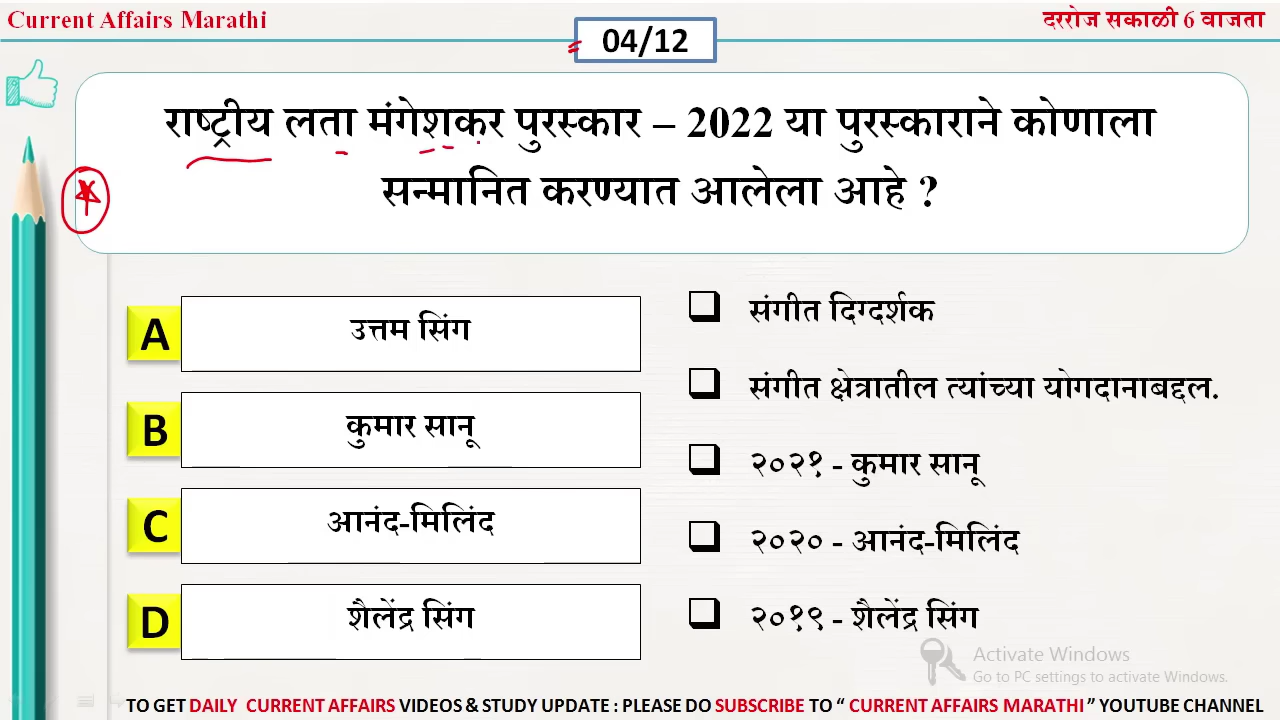 Current Affairs Marathi
दररोज सकाळी 6 वाजता
04/12
राष्ट्रीय लता मंगेशकर पुरस्कार – 2022 या पुरस्काराने कोणाला
सन्मानित करण्यात आलेला आहे ?
A उत्तम सिंग
B कुमार सानू
C आनंद-मिलिंद
D शैलेंद्र सिंग
संगीत दिग्दर्शक
संगीत क्षेत्रातील त्यांच्या योगदानाबद्दल.
२०२१ - कुमार सानू
२०२० - आनंद-मिलिंद
२०१९ - शैलेंद्र सिंग
Activate Windows
Go to PC settings to activate Windows.
TO GET DAILY CURRENT AFFAIRS VIDEOS & STUDY UPDATE : PLEASE DO SUBSCRIBE TO “ CURRENT AFFAIRS MARATHI ” YOUTUBE CHANNEL